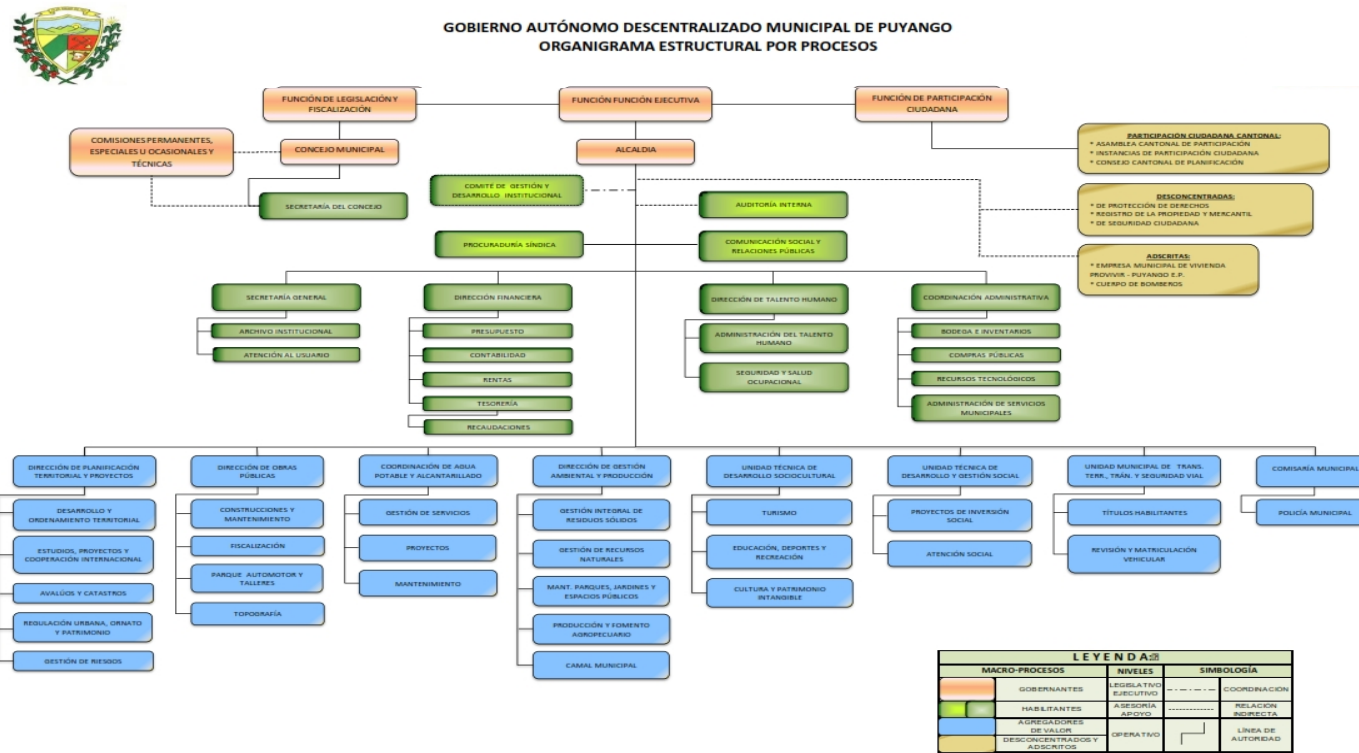 GOBIERNO AUTÓNOMO DESCENTRALIZADO MUNICIPAL DE PUYANGO
ORGANIGRAMA ESTRUCTURAL POR PROCESOS
FUNCIÓN DE LEGISLACIÓN Y
FISCALIZACIÓN
FUNCIÓN FUNCIÓN EJECUTIVA
FUNCIÓN DE PARTICIPACIÓN
CIUDADANA
COMISIONES PERMANENTES,
ESPECIALES U OCASIONALES Y
TÉCNICAS
CONCEJO MUNICIPAL
ALCALDIA
PARTICIPACIÓN CIUDADANA CANTONAL:
* ASAMBLEA CANTONAL DE PARTICIPACIÓN
* INSTANCIAS DE PARTICIPACIÓN CIUDADANA
* CONSEJO CANTONAL DE PLANIFICACIÓN
SECRETARÍA DEL CONCEJO
COMITÉ DE GESTIÓN Y
DESARROLLO INSTITUCIONAL
AUDITORÍA INTERNA
DESCONCENTRADAS:
* DE PROTECCIÓN DE DERECHOS
* REGISTRO DE LA PROPIEDAD Y MERCANTIL
* DE SEGURIDAD CIUDADANA
PROCURADURÍA SÍNDICA
COMUNICACIÓN SOCIAL Y
RELACIONES PÚBLICAS
ADSCRITAS:
* EMPRESA MUNICIPAL DE VIVIENDA
PROVIVIR - PUYANGO E.P.
* CUERPO DE BOMBEROS
SECRETARÍA GENERAL
ARCHIVO INSTITUCIONAL
ATENCIÓN AL USUARIO
DIRECCIÓN FINANCIERA
PRESUPUESTO
CONTABILIDAD
RENTAS
TESORERÍA
RECAUDACIONES
DIRECCIÓN DE TALENTO HUMANO
ADMINISTRACIÓN DEL TALENTO
HUMANO
SEGURIDAD Y SALUD
OCUPACIONAL
COORDINACIÓN ADMINISTRATIVA
BODEGA E INVENTARIOS
COMPRAS PÚBLICAS
RECURSOS TECNOLÓGICOS
ADMINISTRACIÓN DE SERVICIOS
MUNICIPALES
DIRECCIÓN DE PLANIFICACIÓN
TERRITORIAL Y PROYECTOS
DESARROLLO Y
ORDENAMIENTO TERRITORIAL
ESTUDIOS, PROYECTOS Y
COOPERACIÓN INTERNACIONAL
AVALÚOS Y CATASTROS
REGULACIÓN URBANA, ORNATO
Y PATRIMONIO
GESTIÓN DE RIESGOS
DIRECCIÓN DE OBRAS
PÚBLICAS
CONSTRUCCIONES Y
MANTENIMIENTO
FISCALIZACIÓN
PARQUE AUTOMOTOR Y
TALLERES
TOPOGRAFÍA
COORDINACIÓN DE AGUA
POTABLE Y ALCANTARILLADO
GESTIÓN DE SERVICIOS
PROYECTOS
MANTENIMIENTO
DIRECCIÓN DE GESTIÓN
AMBIENTAL Y PRODUCCIÓN
GESTIÓN INTEGRAL DE
RESIDUOS SÓLIDOS
GESTIÓN DE RECURSOS
NATURALES
MANT. PARQUES, JARDINES Y
ESPACIOS PÚBLICOS
PRODUCCIÓN Y FOMENTO
AGROPECUARIO
CAMAL MUNICIPAL
UNIDAD TÉCNICA DE
DESARROLLO SOCIOCULTURAL
TURISMO
EDUCACIÓN, DEPORTES Y
RECREACIÓN
CULTURA Y PATRIMONIO
INTANGIBLE
UNIDAD TÉCNICA DE
DESARROLLO Y GESTIÓN SOCIAL
PROYECTOS DE INVERSIÓN
SOCIAL
ATENCIÓN SOCIAL
UNIDAD MUNICIPAL DE TRANS.
TERR., TRÁN. Y SEGURIDAD VIAL
TÍTULOS HABILITANTES
REVISIÓN Y MATRICULACIÓN
VEHICULAR
COMISARÍA MUNICIPAL
POLICÍA MUNICIPAL
LEYENDA
MACRO-PROCESOS NIVELES SIMBOLOGÍA
GOBERNANTES LEGISLATIVO EJECUTIVO COORDINACIÓN
HABILITANTES ASESORÍA APOYO RELACIÓN INDIRECTA
AGREGADORES DE VALOR OPERATIVO LÍNEA DE AUTORIDAD
DESCONCENTRADOS Y ADSCRITOS